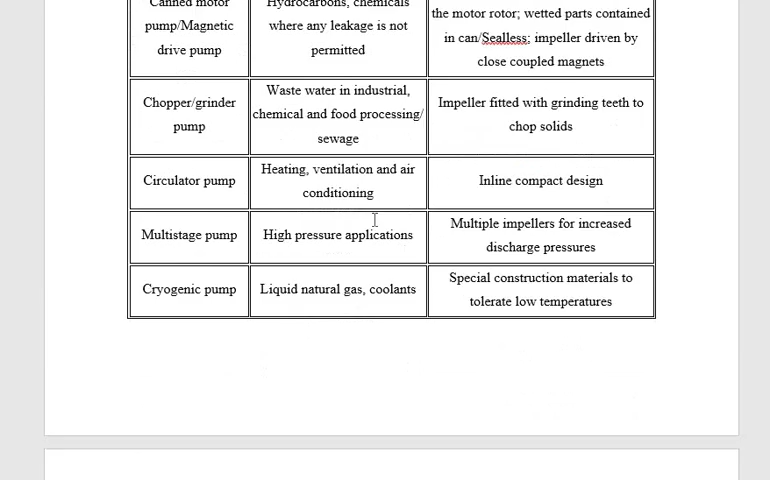 Canned motor
pump/Magnetic
drive pump
Hydrocarbons, chemicals
where any leakage is not
permitted
the motor rotor; wetted parts contained
in can/Sealless; impeller driven by
close coupled magnets
Chopper/grinder
pump
Waste water in industrial,
chemical and food processing/
sewage
Impeller fitted with grinding teeth to
chop solids
Circulator pump
Heating, ventilation and air
conditioning
Inline compact design
Multistage pump
High pressure applications
Multiple impellers for increased
discharge pressures
Cryogenic pump
Liquid natural gas, coolants
Special construction materials to
tolerate low temperatures